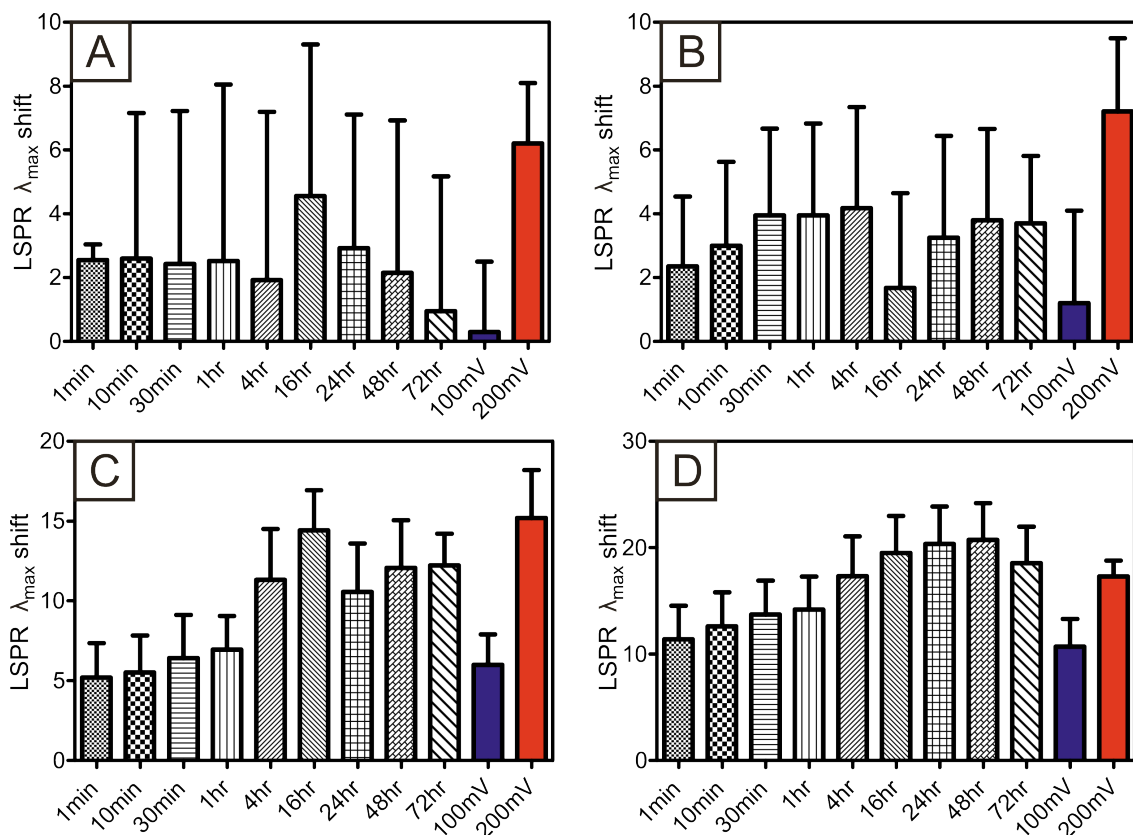 A
LSPR λmax shift
10
8
6
4
2
0
1min
10min
30min
1hr
4hr
16hr
24hr
48hr
72hr
100mV
200mV
B
LSPR λmax shift
10
8
6
4
2
0
1min
10min
30min
1hr
4hr
16hr
24hr
48hr
72hr
100mV
200mV
C
LSPR λmax shift
20
15
10
5
0
1min
10min
30min
1hr
4hr
16hr
24hr
48hr
72hr
100mV
200mV
D
LSPR λmax shift
30
20
10
0
1min
10min
30min
1hr
4hr
16hr
24hr
48hr
72hr
100mV
200mV